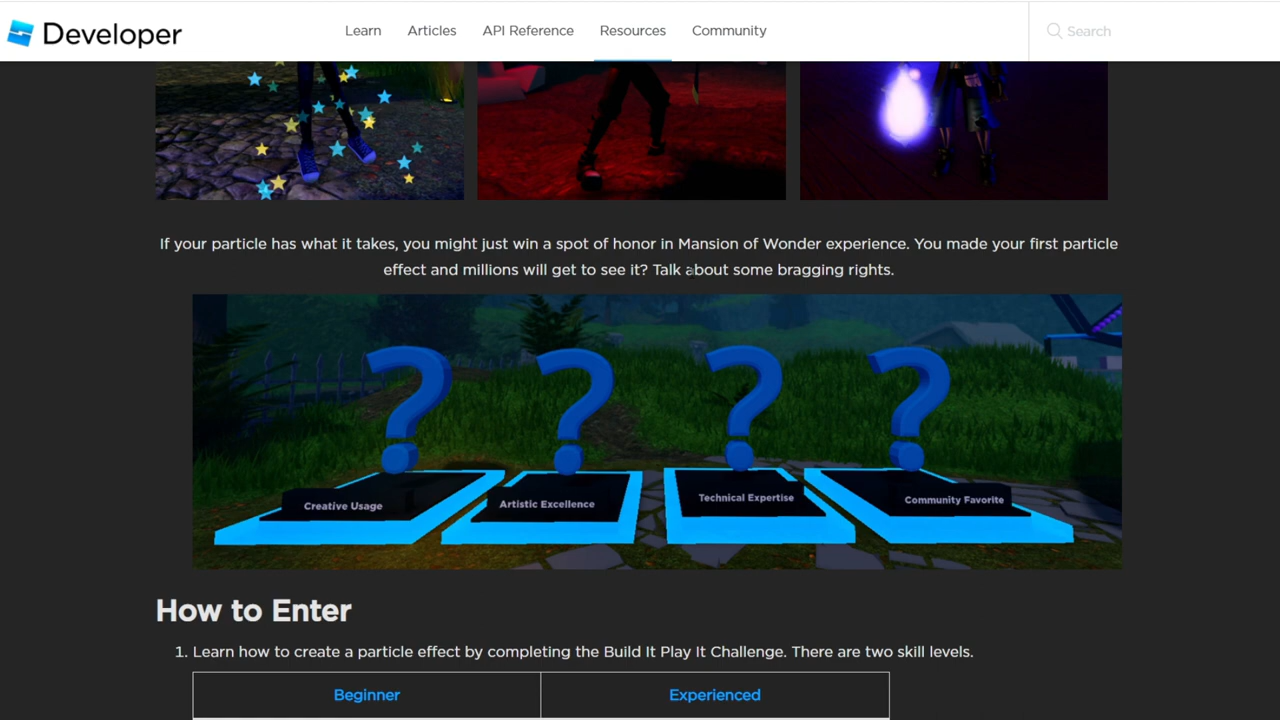 Developer
Learn Articles API Reference Resources Community
Search
If your particle has what it takes, you might just win a spot of honor in Mansion of Wonder experience. You made your first particle
effect and millions will get to see it? Talk about some bragging rights.
? ? ? ?
Creative Usage Artistic Excellence Technical Expertise Community Favorite
How to Enter
1. Learn how to create a particle effect by completing the Build It Play It Challenge. There are two skill levels.
Beginner Experienced